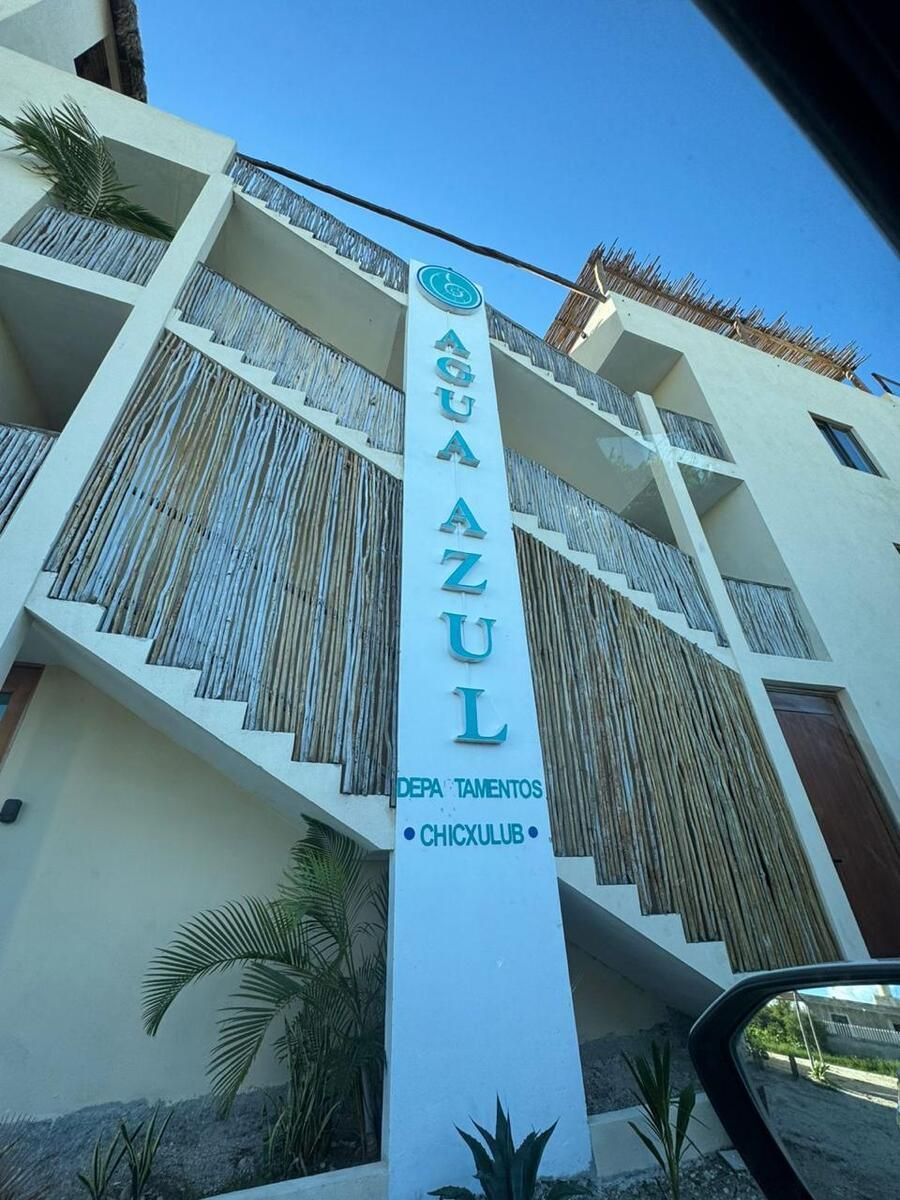 AGUA AZUL
DEPA TAMENTOS
• CHICXULUB •